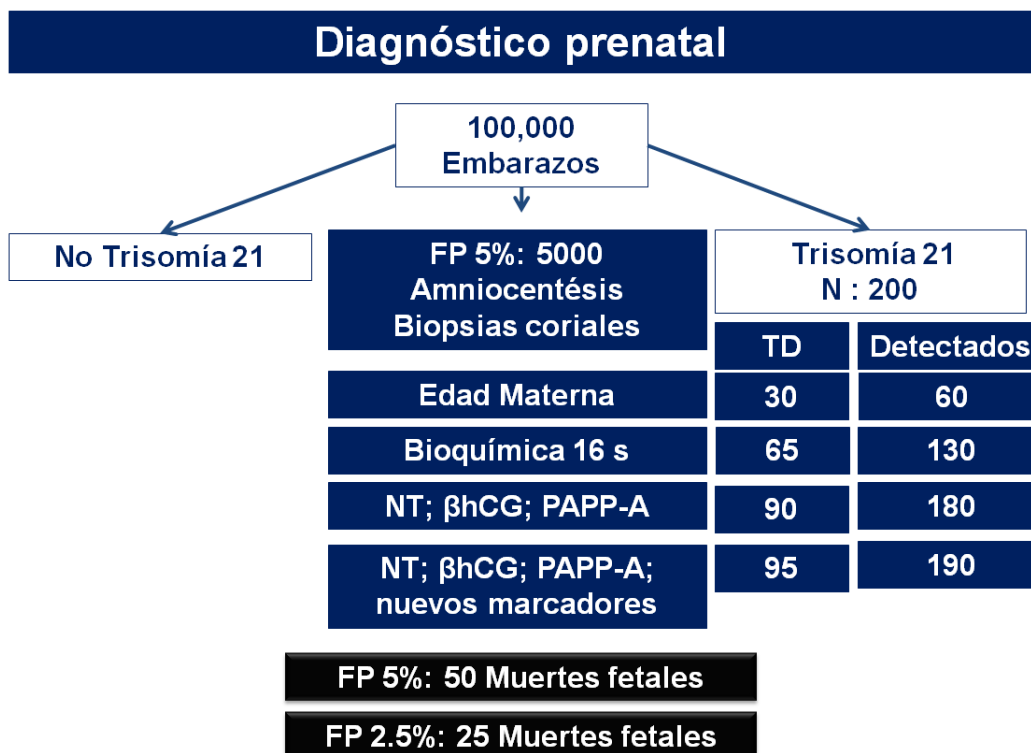 Diagnóstico prenatal
100,000
Embarazos
No Trisomía 21
FP 5%: 5000
Amniocentésis
Biopsias coriales
Trisomía 21
N : 200
TD
Detectados
Edad Materna
30
60
Bioquímica 16 s
65
130
NT; βhCG; PAPP-A
90
180
NT; βhCG; PAPP-A;
nuevos marcadores
95
190
FP 5%: 50 Muertes fetales
FP 2.5%: 25 Muertes fetales